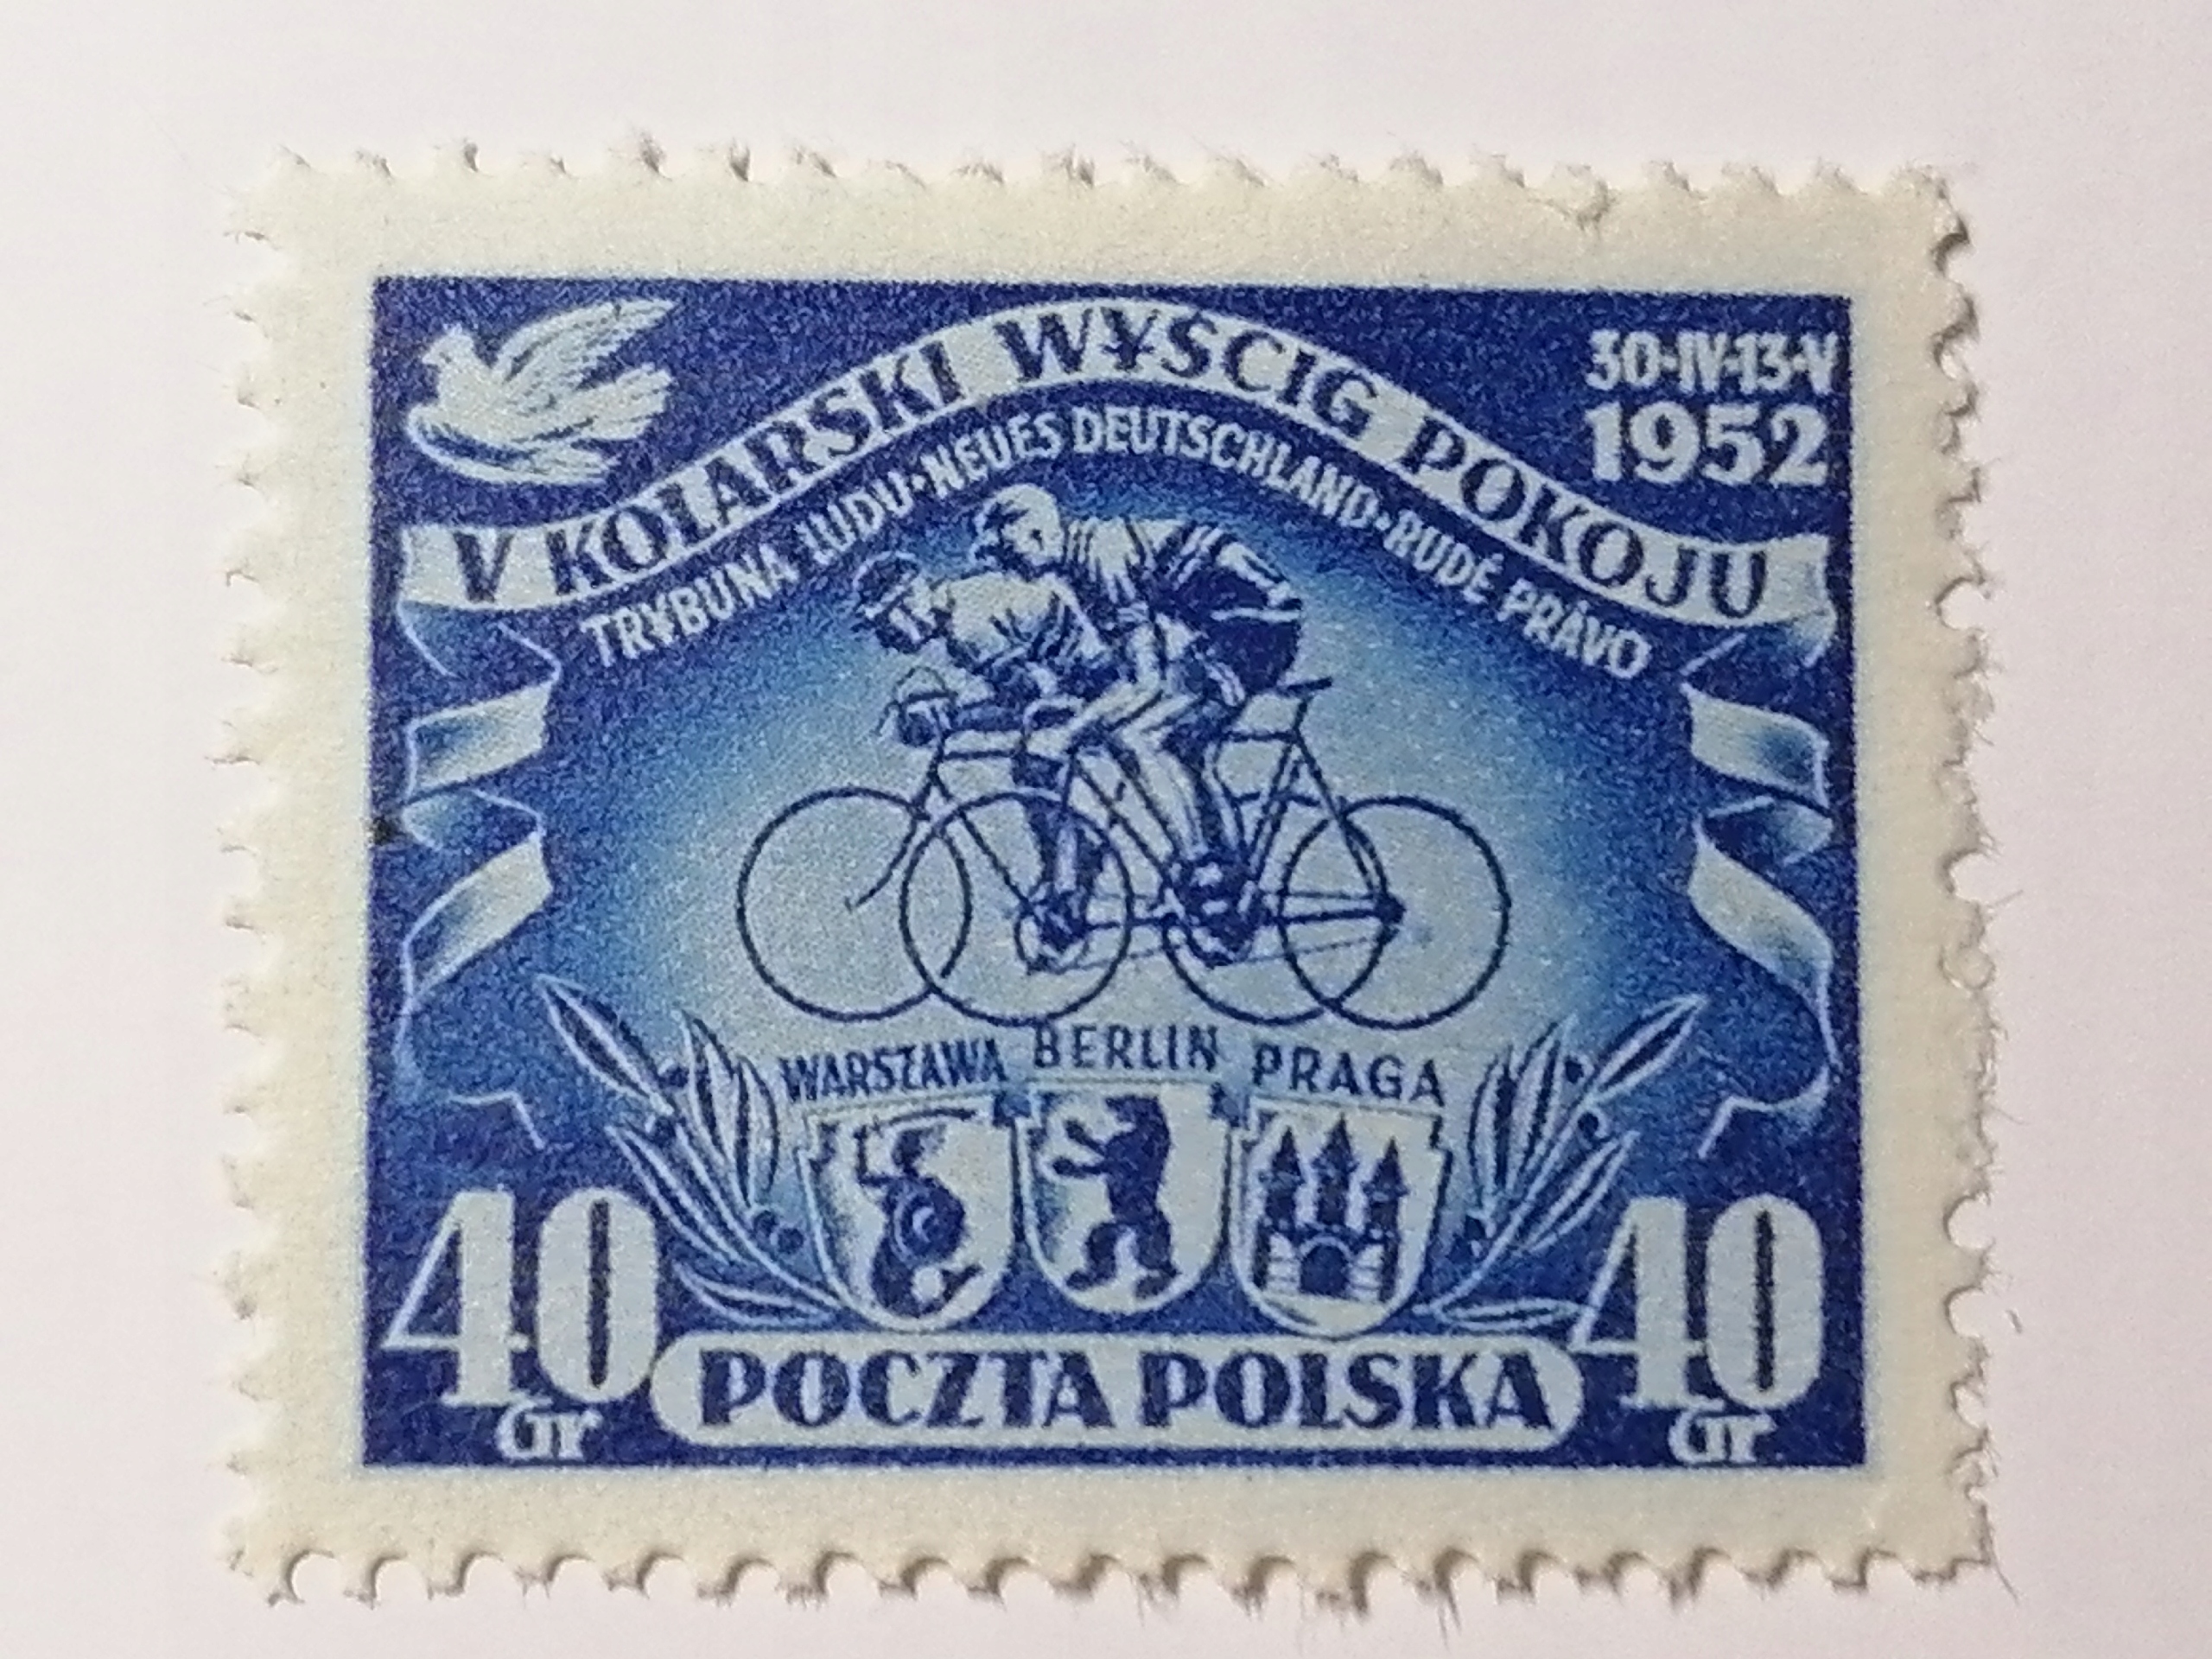 V KOLARSKI WYŚCIG POKOJU
30-IV-13-V
1952
TRYBUNA LUDU-NEUES DEUTSCHLAND-RUDÉ PRÁVO
WARSZAWA BERLIN PRAGA
40
Gr
POCZTA POLSKA
40
Gr